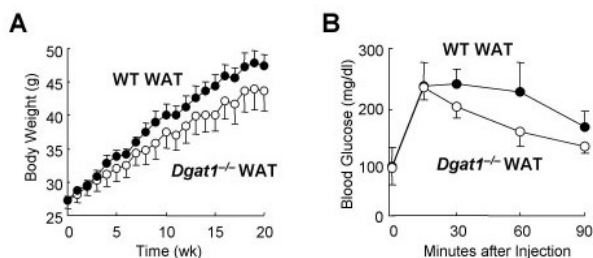 A
Body Weight (g)
50
45
40
35
30
25
WT WAT
Dgat1–/– WAT
0
5
10
15
20
Time (wk)
B
Blood Glucose (mg/dl)
300
200
100
0
WT WAT
Dgat1–/– WAT
0
30
60
90
Minutes after Injection